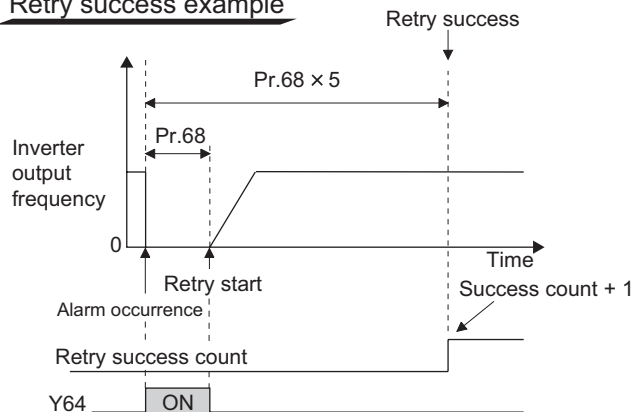 Retry success example
Retry success
Pr.68 × 5
Pr.68
Inverter
output
frequency
0
Time
Retry start
Success count + 1
Alarm occurrence
Retry success count
Y64
ON